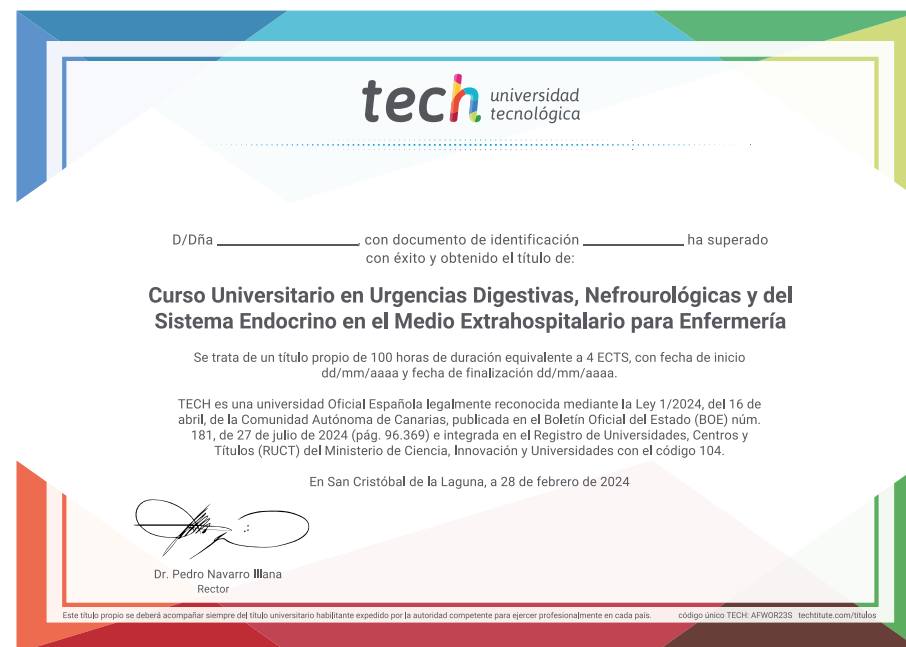 tech universidad
tecnológica
D/Dña ____________________, con documento de identificación ______________ ha superado
con éxito y obtenido el título de:
Curso Universitario en Urgencias Digestivas, Nefrourológicas y del
Sistema Endocrino en el Medio Extrahospitalario para Enfermería
Se trata de un título propio de 100 horas de duración equivalente a 4 ECTS, con fecha de inicio
dd/mm/aaaa y fecha de finalización dd/mm/aaaa.
TECH es una universidad Oficial Española legalmente reconocida mediante la Ley 1/2024, del 16 de
abril, de la Comunidad Autónoma de Canarias, publicada en el Boletín Oficial del Estado (BOE) núm.
181, de 27 de julio de 2024 (pág. 96.369) e integrada en el Registro de Universidades, Centros y
Títulos (RUCT) del Ministerio de Ciencia, Innovación y Universidades con el código 104.
En San Cristóbal de la Laguna, a 28 de febrero de 2024
Dr. Pedro Navarro Illana
Rector
Este título propio se deberá acompañar siempre del título universitario habilitante expedido por la autoridad competente para ejercer profesionalmente en cada país. código único TECH: AFWOR23S techtitute.com/titulos